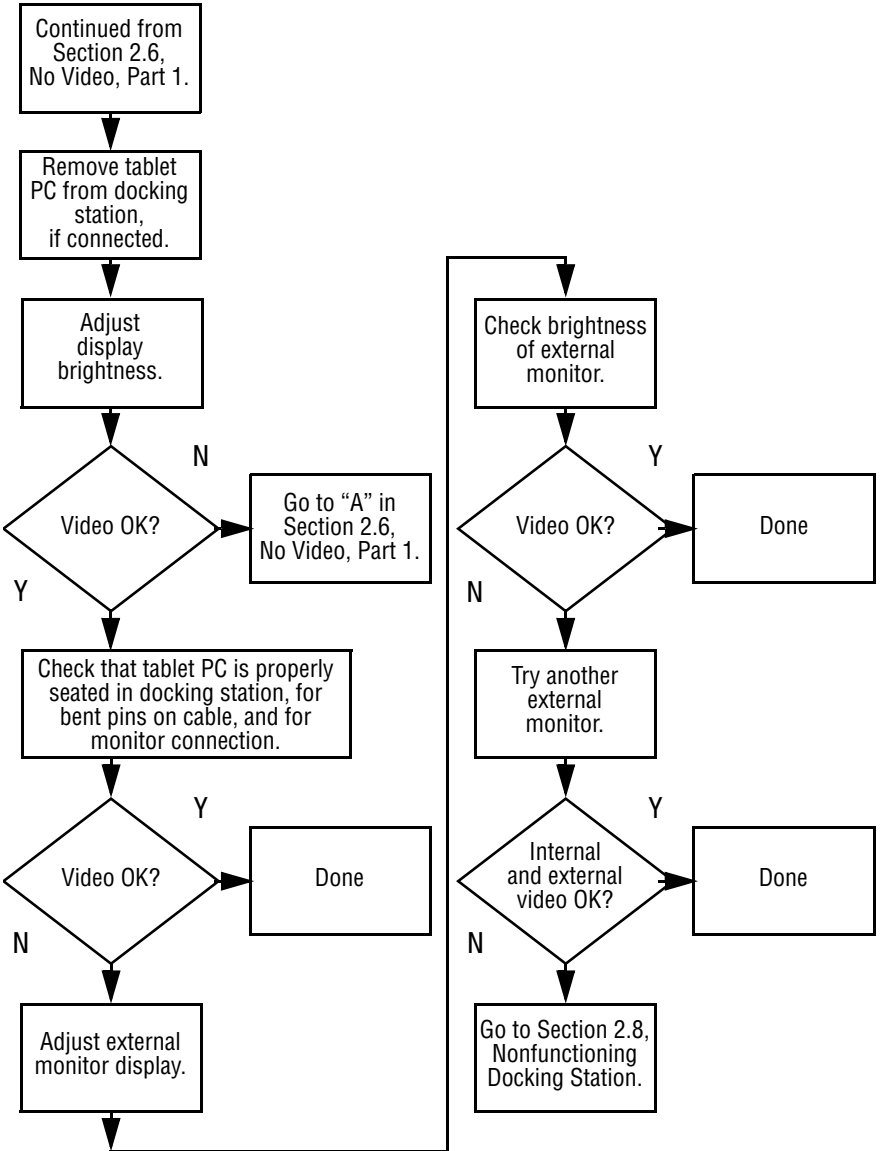 Continued from
Section 2.6,
No Video, Part 1.
Remove tablet
PC from docking
station,
if connected.
Adjust
display
brightness.
N
Video OK?
Go to “A” in
Section 2.6,
No Video, Part 1.
Y
Check that tablet PC is properly
seated in docking station, for
bent pins on cable, and for
monitor connection.
Y
Video OK?
Done
N
Adjust external
monitor display.
Check brightness
of external
monitor.
Y
Video OK?
Done
N
Try another
external
monitor.
Y
Internal
and external
video OK?
Done
N
Go to Section 2.8,
Nonfunctioning
Docking Station.